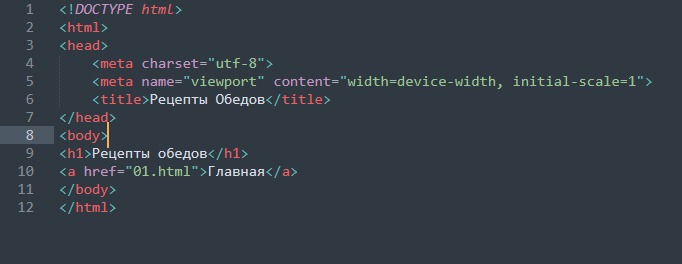 1 <!DOCTYPE html>
2 <html>
3 <head>
4     <meta charset="utf-8">
5     <meta name="viewport" content="width=device-width, initial-scale=1">
6     <title>Рецепты Обедов</title>
7 </head>
8 <body>
9 <h1>Рецепты обедов</h1>
10 <a href="01.html">Главная</a>
11 </body>
12 </html>